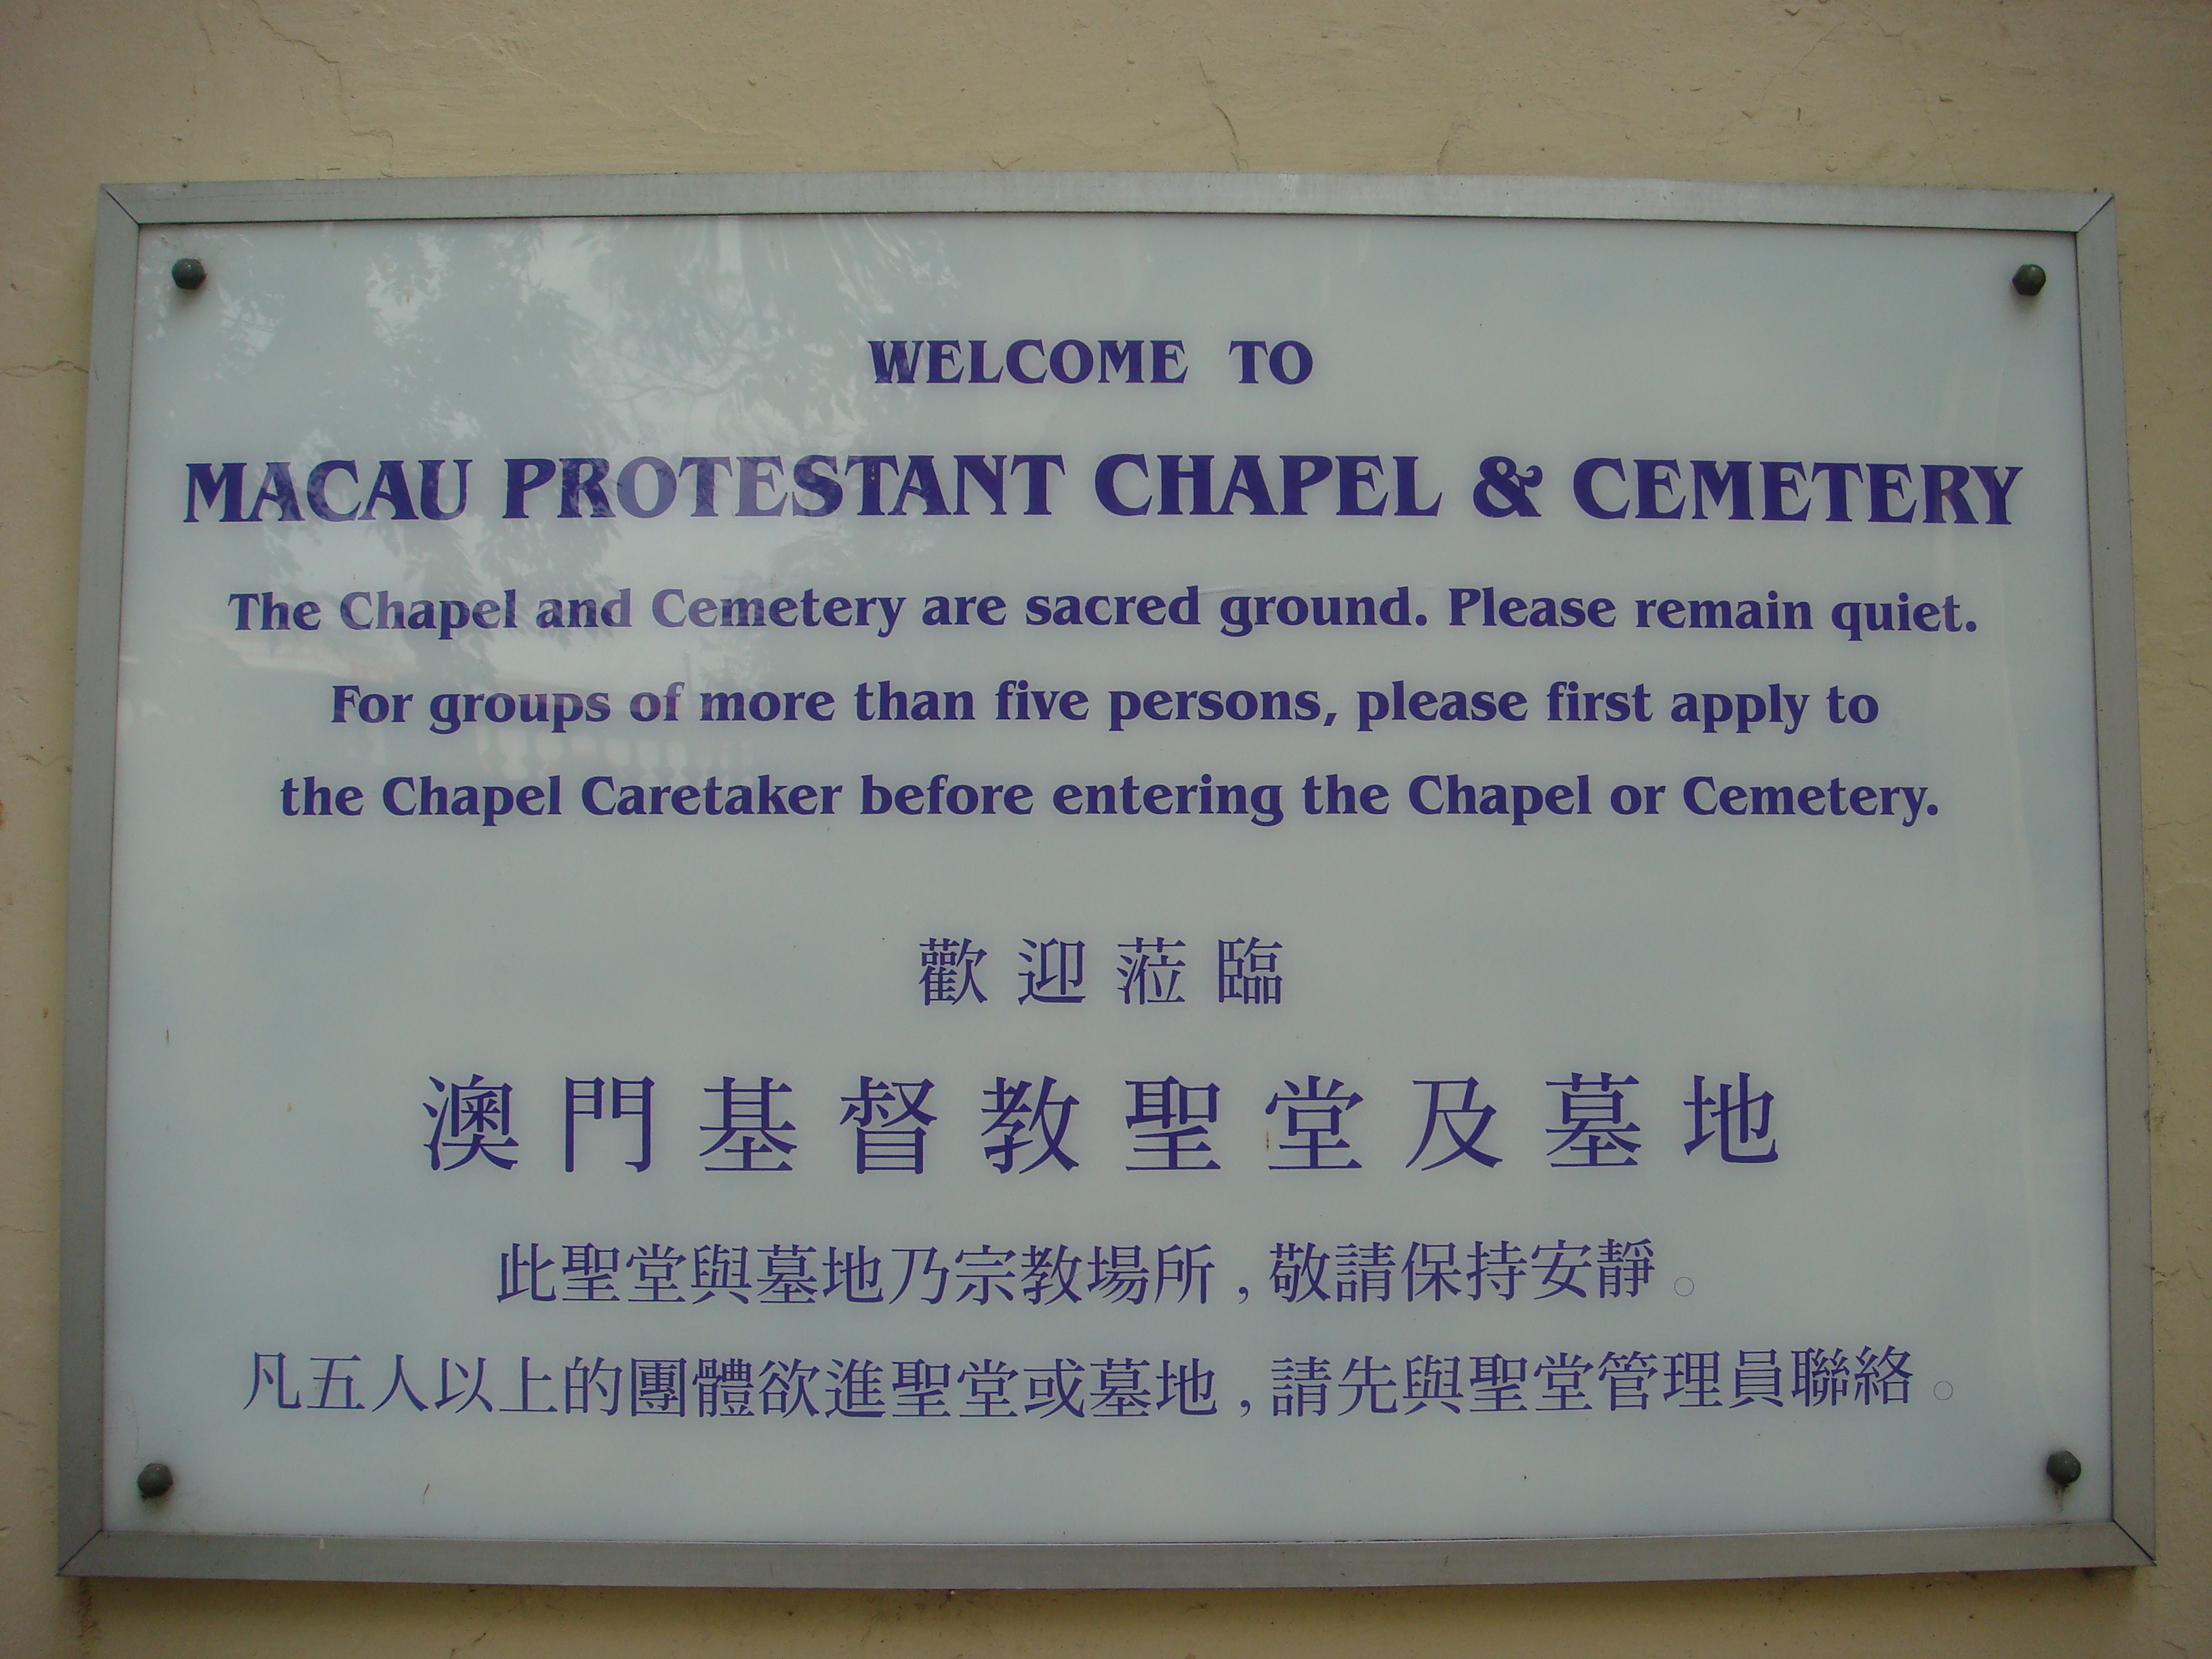 WELCOME TO
MACAU PROTESTANT CHAPEL & CEMETERY
The Chapel and Cemetery are sacred ground. Please remain quiet.
For groups of more than five persons, please first apply to
the Chapel Caretaker before entering the Chapel or Cemetery.
歡迎蒞臨
澳門基督教聖堂及墓地
此聖堂與墓地乃宗教場所,敬請保持安靜。
凡五人以上的團體欲進聖堂或墓地,請先與聖堂管理員聯絡。